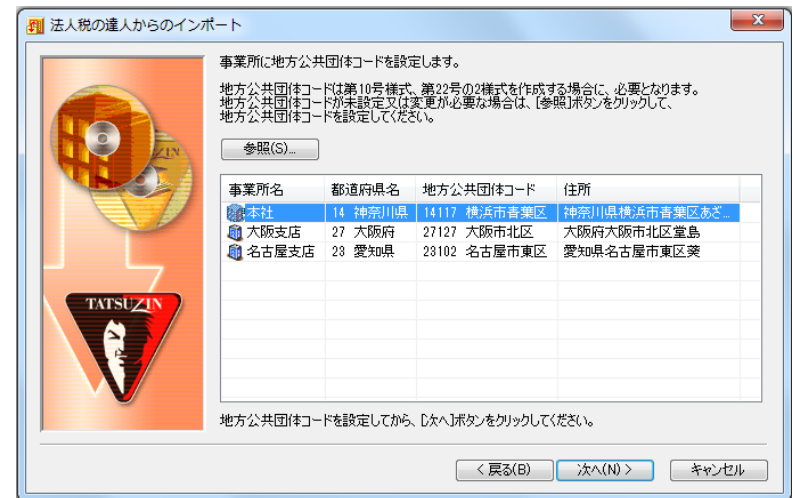 法人税の達人からのインポート
事業所に地方公共団体コードを設定します。
地方公共団体コードは第10号様式、第22号の2様式を作成する場合に、必要となります。
地方公共団体コードが未設定又は変更が必要な場合は、[参照]ボタンをクリックして、
地方公共団体コードを設定してください。
参照(S)...
事業所名 都道府県名 地方公共団体コード 住所
本社 14 神奈川県 14117 横浜市青葉区 神奈川県横浜市青葉区あざ...
大阪支店 27 大阪府 27127 大阪市北区 大阪府大阪市北区堂島
名古屋支店 23 愛知県 23102 名古屋市東区 愛知県名古屋市東区葵
TATSUZIN
地方公共団体コードを設定してから、[次へ]ボタンをクリックしてください。
< 戻る(B) 次へ(N) > キャンセル